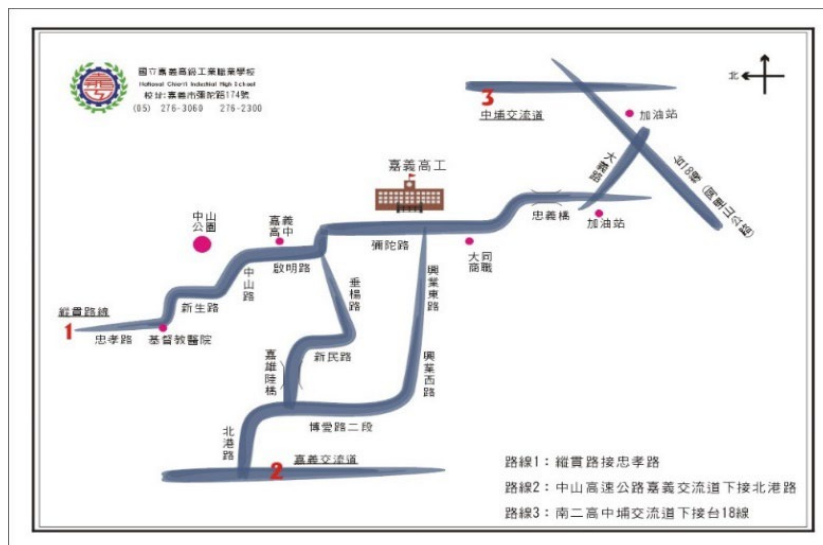 國立嘉義高級工業職業學校
National Chiayi Industrial High School
校址:嘉義市彌陀路174號
(05) 276-3060 276-2300
北
3
中埔交流道
加油站
大義路
台18線(阿里山公路)
嘉義高工
忠義橋
加油站
中山
公園
嘉義
高中
彌陀路
大同
商職
啟明路
中山路
垂楊路
興業東路
新生路
縱貫路線
1
忠孝路
基督教醫院
嘉雄陸橋
新民路
興業西路
北港路
博愛路二段
嘉義交流道
2
路線1:縱貫路接忠孝路
路線2:中山高速公路嘉義交流道下接北港路
路線3:南二高中埔交流道下接台18線